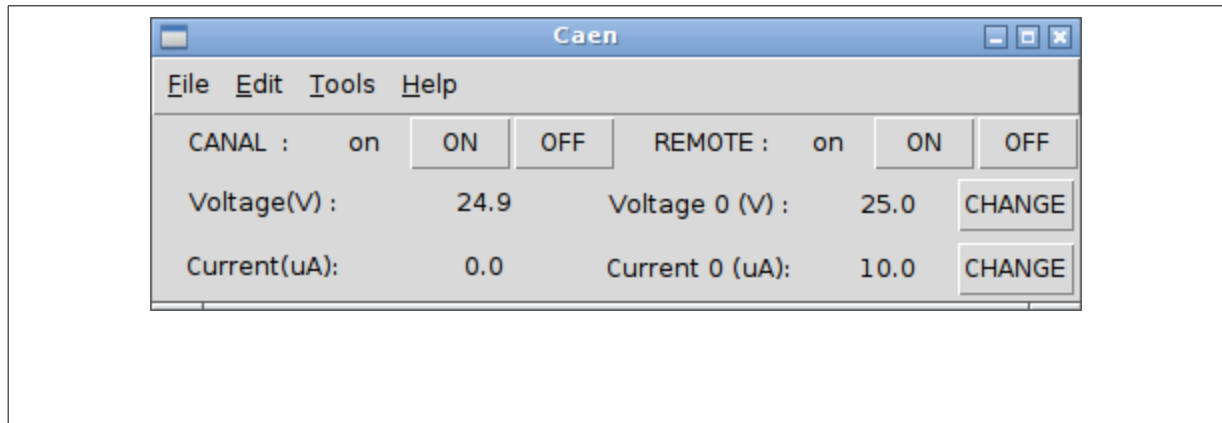 Caen
File Edit Tools Help
CANAL : on ON OFF REMOTE : on ON OFF
Voltage(V) : 24.9 Voltage 0 (V) : 25.0 CHANGE
Current(uA): 0.0 Current 0 (uA): 10.0 CHANGE